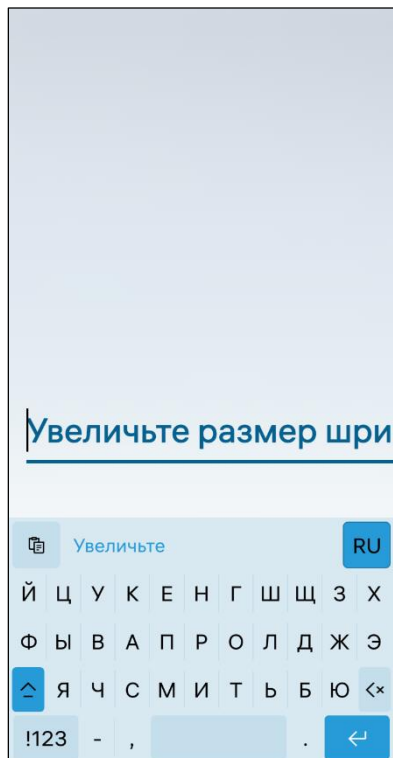 Увеличьте размер шри
Увеличьте
RU
Й Ц У К Е Н Г Ш Щ З Х
Ф Ы В А П Р О Л Д Ж Э
Я Ч С М И Т Ь Б Ю
!123 - , .